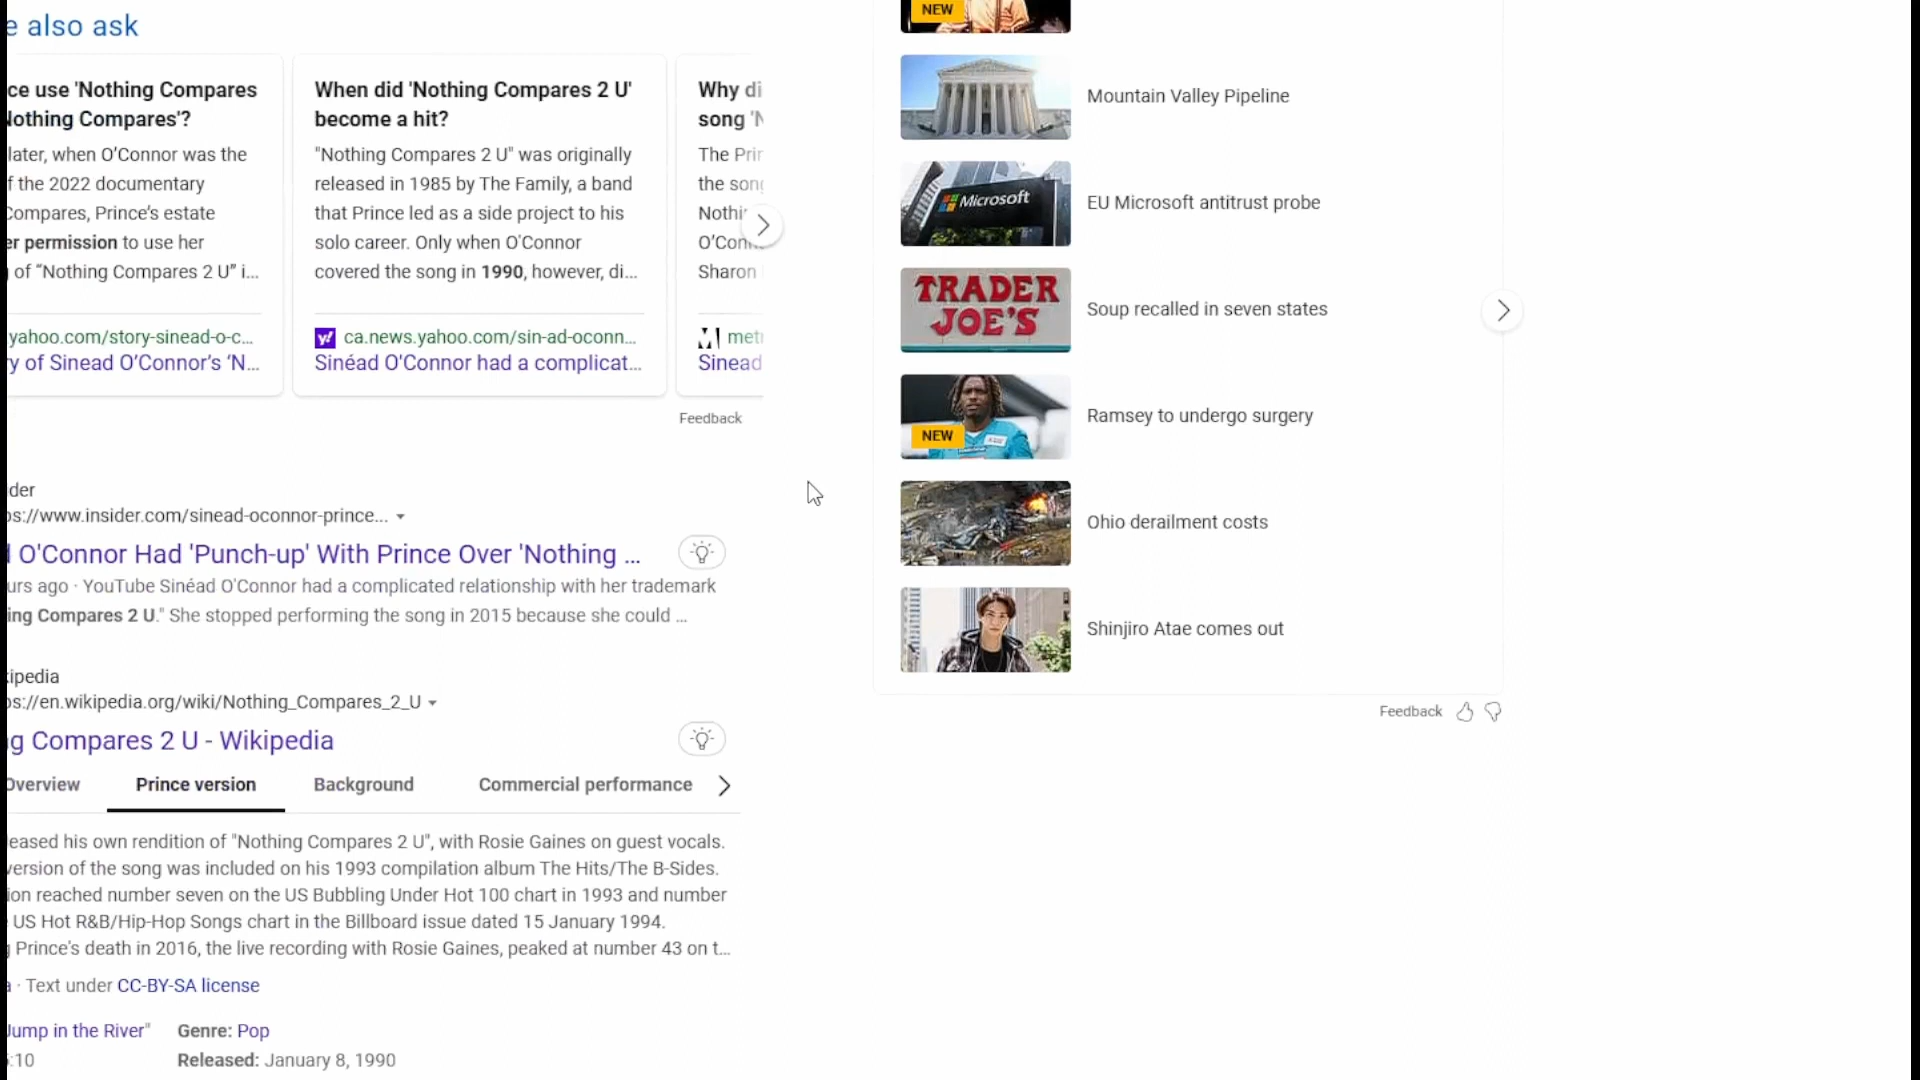 e also ask
ce use 'Nothing Compares
Nothing Compares'?
later, when O'Connor was the
f the 2022 documentary
Compares, Prince's estate
er permission to use her
of “Nothing Compares 2 U” i...
yahoo.com/story-sinead-o-c...
ry of Sinead O'Connor's ‘N...
When did 'Nothing Compares 2 U'
become a hit?
"Nothing Compares 2 U" was originally
released in 1985 by The Family, a band
that Prince led as a side project to his
solo career. Only when O'Connor
covered the song in 1990, however, di...
y!
ca.news.yahoo.com/sin-ad-oconn...
Sinéad O'Connor had a complicat...
Why di
song 'N
The Prin
the song
Nothi
O'Conn
Sharon
metr
Sinead
Feedback
der
os://www.insider.com/sinead-oconnor-prince...
d O'Connor Had 'Punch-up' With Prince Over 'Nothing ...
urs ago · YouTube Sinéad O'Connor had a complicated relationship with her trademark
ing Compares 2 U." She stopped performing the song in 2015 because she could ...
kipedia
os://en.wikipedia.org/wiki/Nothing_Compares_2_U
g Compares 2 U - Wikipedia
Overview Prince version Background Commercial performance
eased his own rendition of "Nothing Compares 2 U", with Rosie Gaines on guest vocals.
version of the song was included on his 1993 compilation album The Hits/The B-Sides.
ion reached number seven on the US Bubbling Under Hot 100 chart in 1993 and number
US Hot R&B/Hip-Hop Songs chart in the Billboard issue dated 15 January 1994.
g Prince's death in 2016, the live recording with Rosie Gaines, peaked at number 43 on t...
a · Text under CC-BY-SA license
Jump in the River" Genre: Pop
5:10 Released: January 8, 1990
NEW
Mountain Valley Pipeline
Microsoft
EU Microsoft antitrust probe
TRADER
JOE'S
Soup recalled in seven states
NEW
Ramsey to undergo surgery
Ohio derailment costs
Shinjiro Atae comes out
Feedback